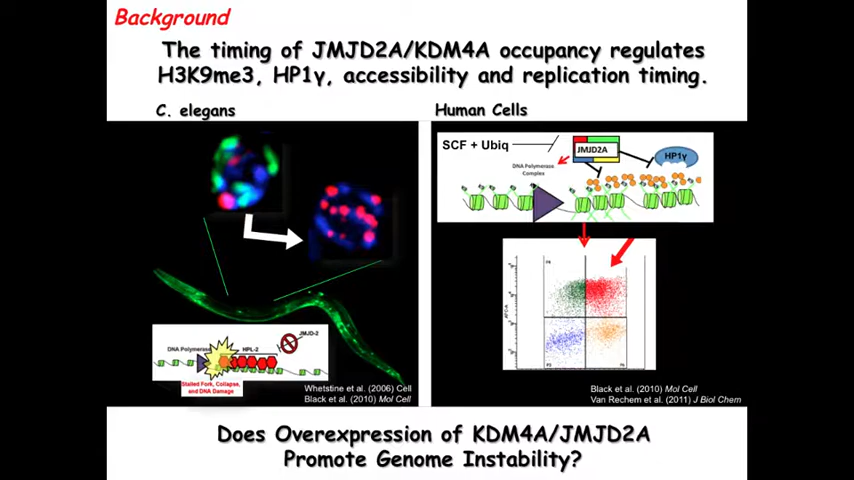 Background
The timing of JMJD2A/KDM4A occupancy regulates
H3K9me3, HP1γ, accessibility and replication timing.
C. elegans
Human Cells
SCF + Ubiq
JMJD2A
HP1γ
DNA Polymerase
Complex
DNA Polymerase
HPL-2
JMJD-2
Stalled Fork, Collapse,
and DNA Damage
Whetstine et al. (2006) Cell
Black et al. (2010) Mol Cell
APC-A
P6
P5
Black et al. (2010) Mol Cell
Van Rechem et al. (2011) J Biol Chem
Does Overexpression of KDM4A/JMJD2A
Promote Genome Instability?